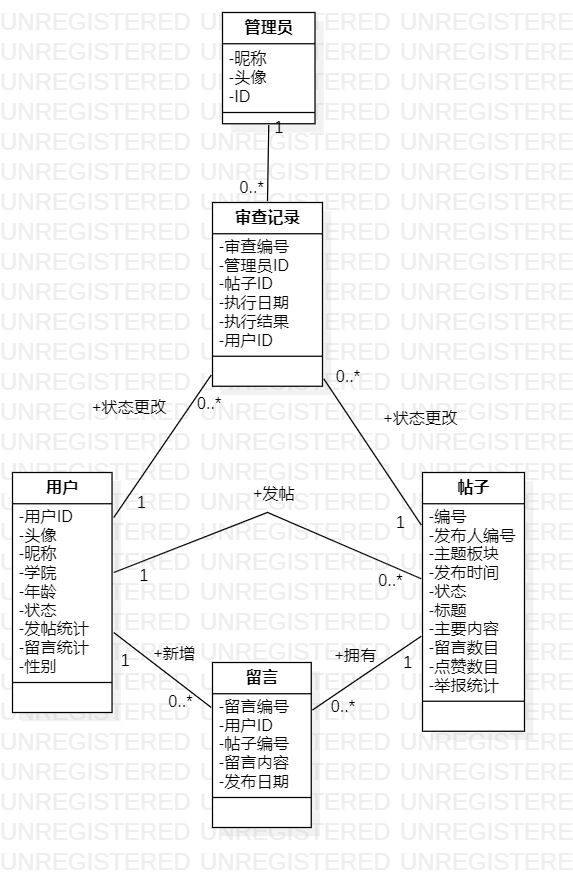 管理员
-昵称
-头像
-ID
1
0..*
审查记录
-审查编号
-管理员ID
-帖子ID
-执行日期
-执行结果
-用户ID
0..*
0..*
+状态更改
+状态更改
1
1
用户
-用户ID
-头像
-昵称
-学院
-年龄
-状态
-发帖统计
-留言统计
-性别
+发帖
1
0..*
帖子
-编号
-发布人编号
-主题板块
-发布时间
-状态
-标题
-主要内容
-留言数目
-点赞数目
-举报统计
+新增
1
0..*
+拥有
1
0..*
留言
-留言编号
-用户ID
-帖子编号
-留言内容
-发布日期
UNREGISTERED UNREGISTERED UNREGISTERE